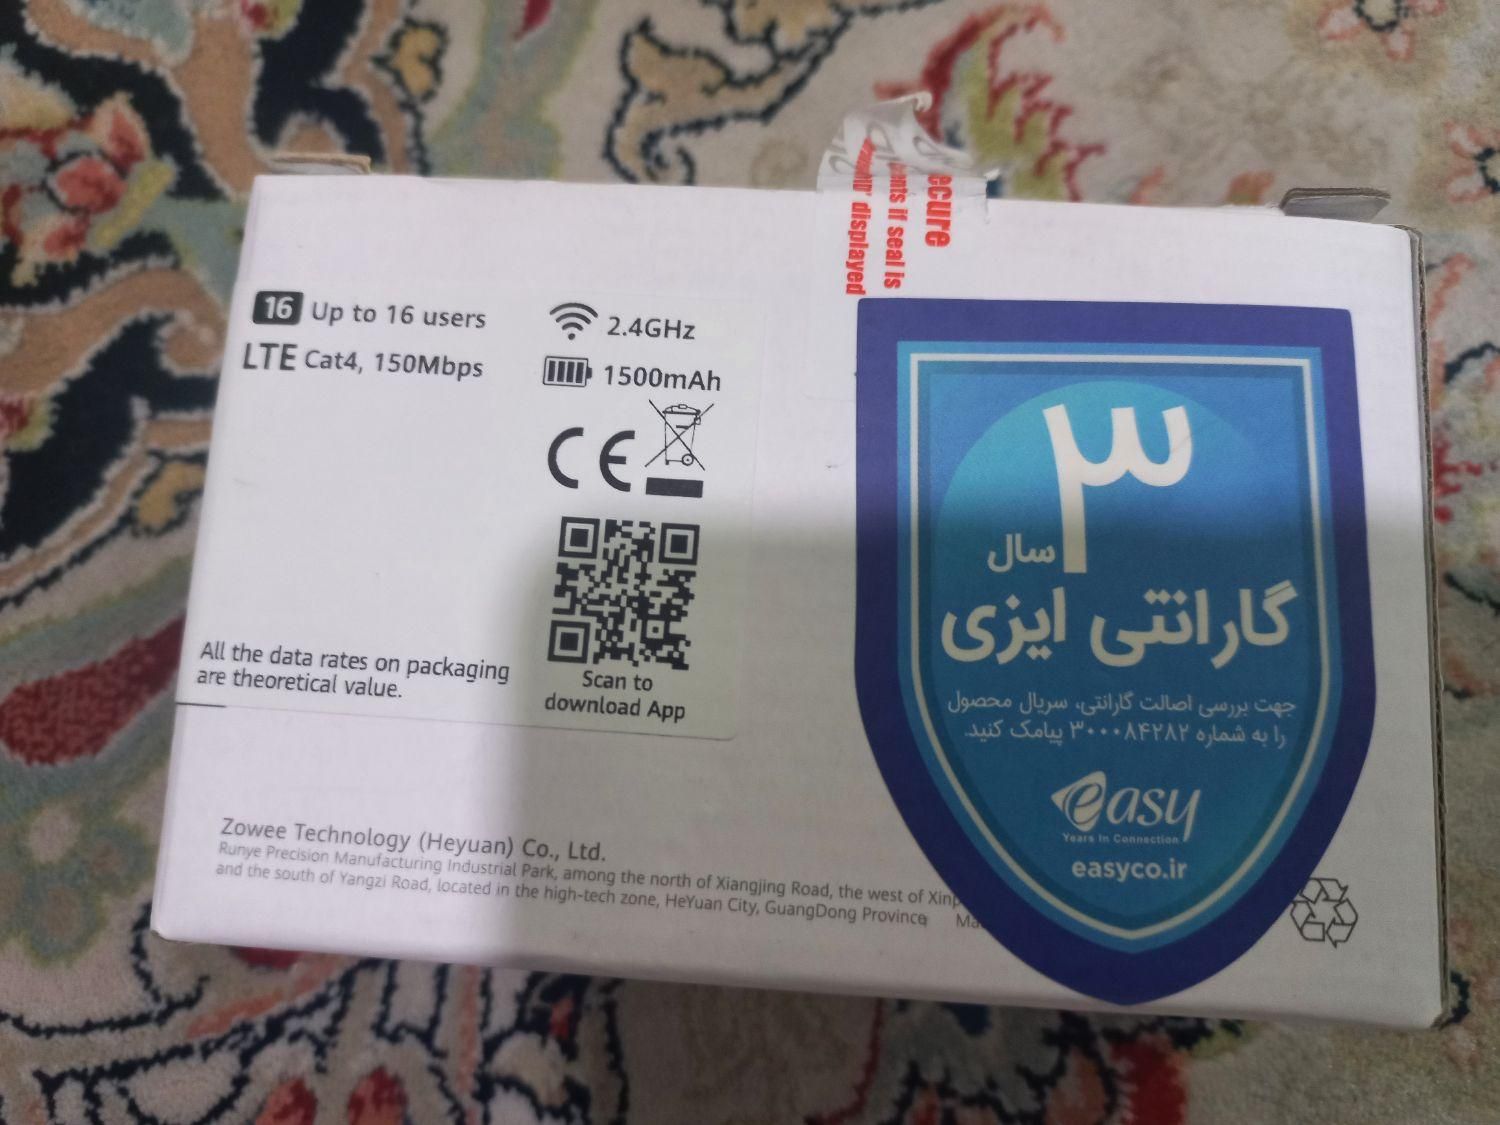 ecure
ants if seal is
displayed
16 Up to 16 users
LTE Cat4, 150Mbps
2.4GHz
1500mAh
CE
All the data rates on packaging
are theoretical value.
Scan to
download App
Zowee Technology (Heyuan) Co., Ltd.
Runye Precision Manufacturing Industrial Park, among the north of Xiangjing Road, the west of Xinp
and the south of Yangzi Road, located in the high-tech zone, HeYuan City, GuangDong Province Ma
۳
سال
گارانتی ایزی
جهت بررسی اصالت گارانتی، سریال محصول
را به شماره ۳۰۰۰۸۴۲۸۲ پیامک کنید.
easy
Years In Connection
easyco.ir